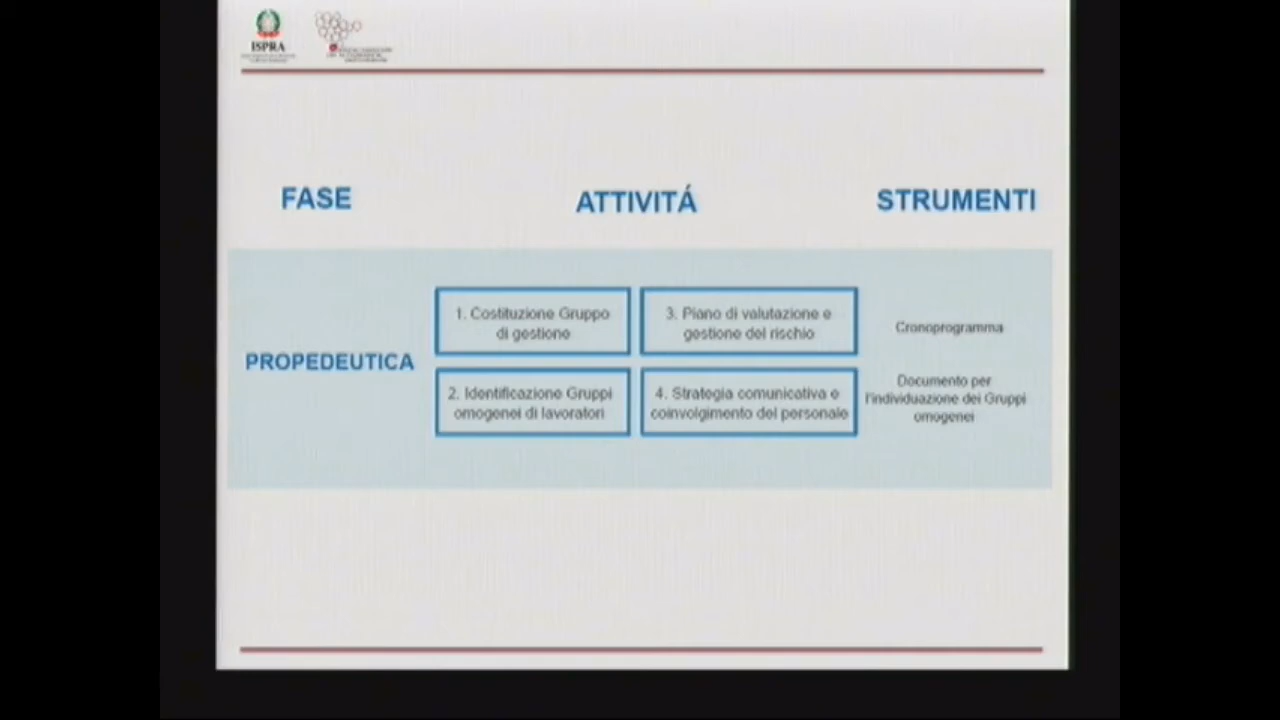 ISPRA
FASE
ATTIVITÁ
STRUMENTI
PROPEDEUTICA
1. Costituzione Gruppo
di gestione
3. Piano di valutazione e
gestione del rischio
2. Identificazione Gruppi
omogenei di lavoratori
4. Strategia comunicativa e
coinvolgimento del personale
Cronoprogramma
Documento per
l'individuazione dei Gruppi
omogenei